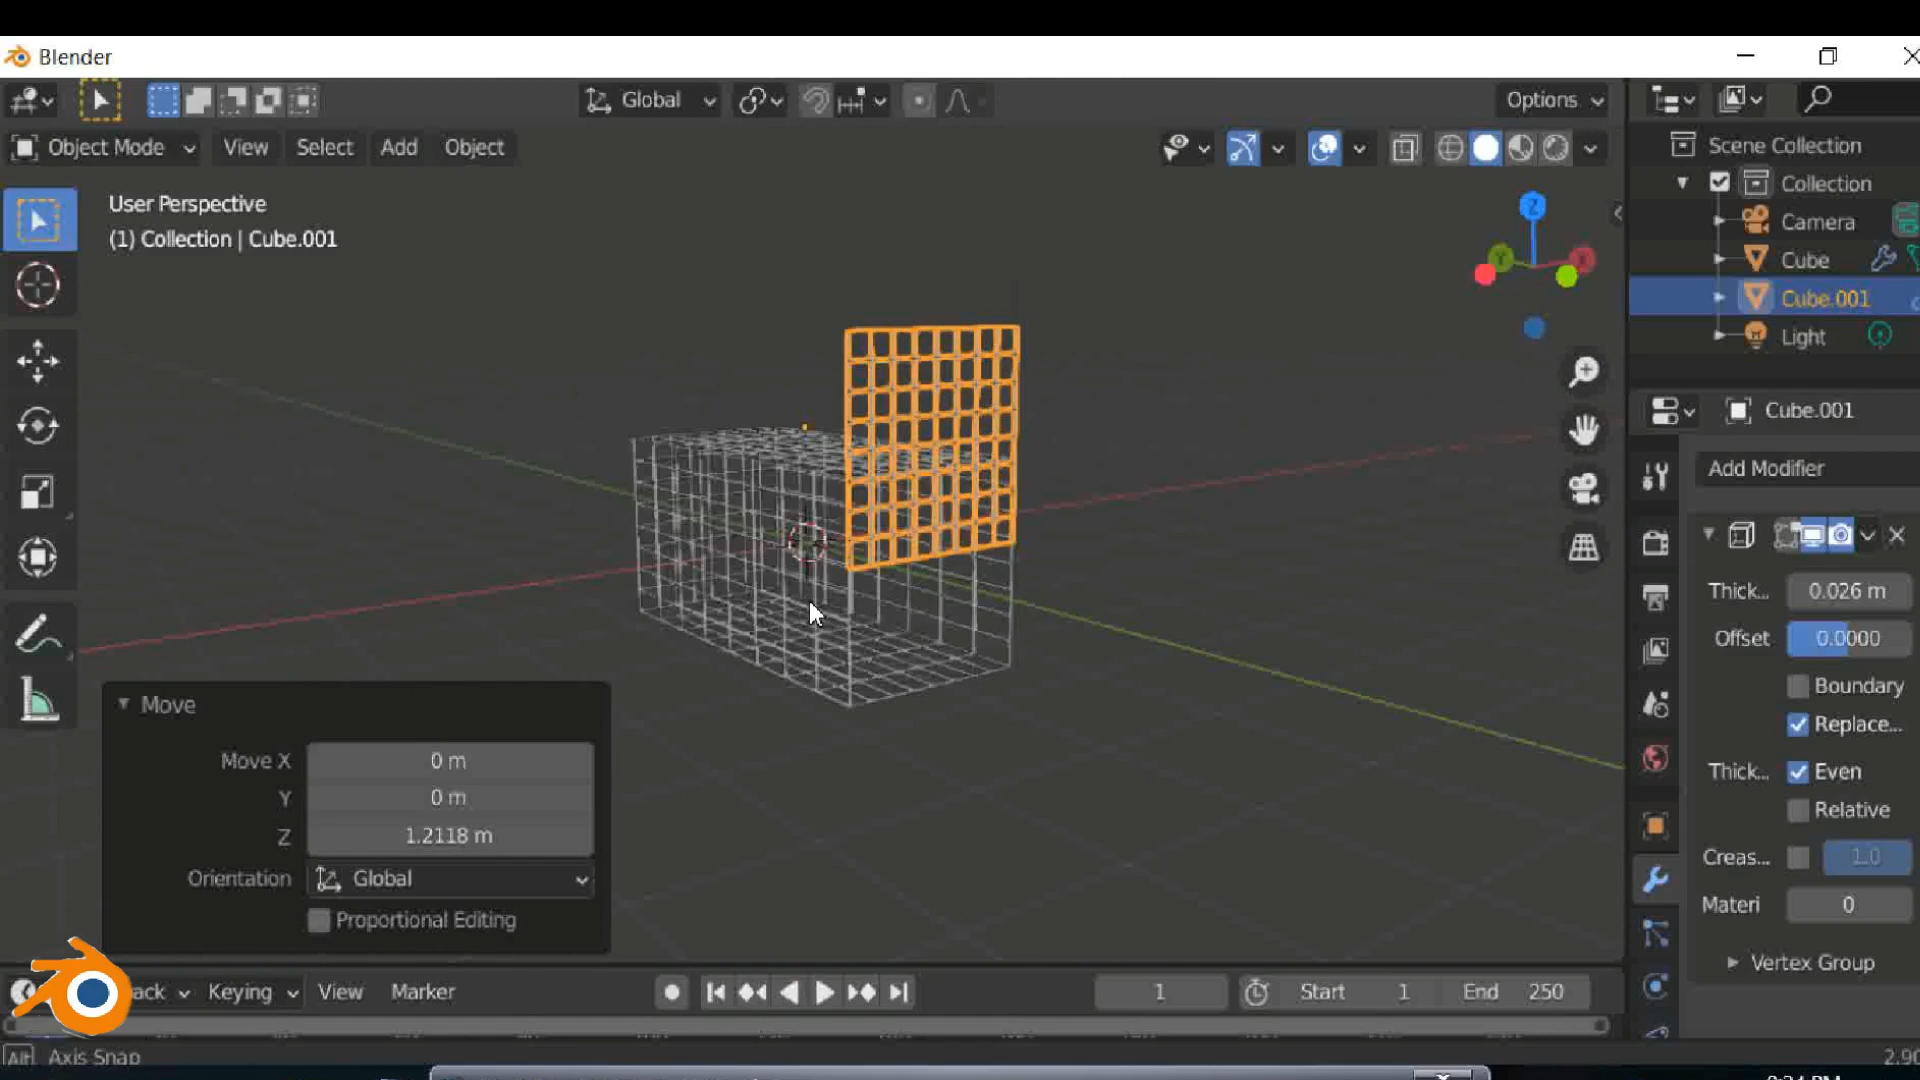 Blender
Global
Options
Object Mode View Select Add Object
Scene Collection
Collection
Camera
Cube
Cube.001
Light
User Perspective
(1) Collection | Cube.001
Z
Y
X
Cube.001
Add Modifier
Thick... 0.026 m
Offset 0.0000
Boundary
Replace...
Thick... Even
Relative
Creas... 1.0
Materi 0
Vertex Group
Move
Move X 0 m
Y 0 m
Z 1.2118 m
Orientation Global
Proportional Editing
Keying View Marker
1
Start 1 End 250
Axis Snap
2.90